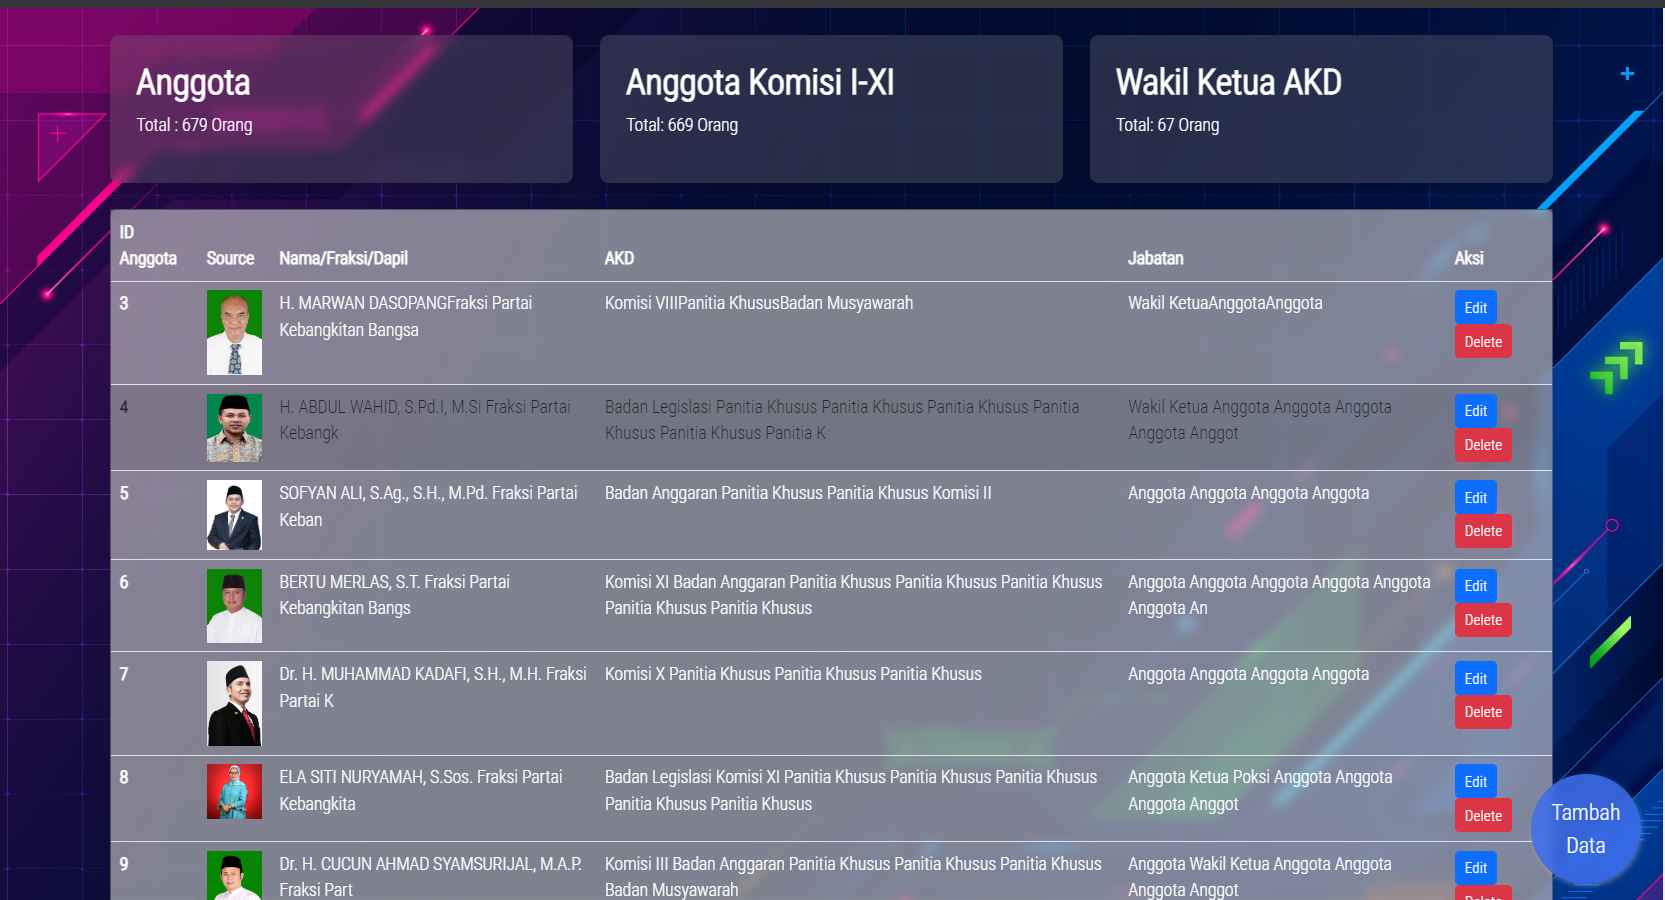 Anggota
Total : 679 Orang
Anggota Komisi I-XI
Total: 669 Orang
Wakil Ketua AKD
Total: 67 Orang
ID
Anggota Source Nama/Fraksi/Dapil AKD Jabatan Aksi
3 H. MARWAN DASOPANGFraksi Partai Komisi VIIIPanitia KhususBadan Musyawarah Wakil KetuaAnggotaAnggota Edit
Kebangkitan Bangsa Delete
4 H. ABDUL WAHID, S.Pd.I, M.Si Fraksi Partai Badan Legislasi Panitia Khusus Panitia Khusus Panitia Khusus Panitia Wakil Ketua Anggota Anggota Anggota Edit
Kebangk Khusus Panitia Khusus Panitia K Anggota Anggot Delete
5 SOFYAN ALI, S.Ag., S.H., M.Pd. Fraksi Partai Badan Anggaran Panitia Khusus Panitia Khusus Komisi II Anggota Anggota Anggota Anggota Edit
Keban Delete
6 BERTU MERLAS, S.T. Fraksi Partai Komisi XI Badan Anggaran Panitia Khusus Panitia Khusus Panitia Khusus Anggota Anggota Anggota Anggota Anggota Edit
Kebangkitan Bangs Panitia Khusus Panitia Khusus Anggota An Delete
7 Dr. H. MUHAMMAD KADAFI, S.H., M.H. Fraksi Komisi X Panitia Khusus Panitia Khusus Panitia Khusus Anggota Anggota Anggota Anggota Edit
Partai K Delete
8 ELA SITI NURYAMAH, S.Sos. Fraksi Partai Badan Legislasi Komisi XI Panitia Khusus Panitia Khusus Panitia Khusus Anggota Ketua Poksi Anggota Anggota Edit
Kebangkita Panitia Khusus Panitia Khusus Anggota Anggot Delete
9 Dr. H. CUCUN AHMAD SYAMSURIJAL, M.A.P. Komisi III Badan Anggaran Panitia Khusus Panitia Khusus Panitia Khusus Anggota Wakil Ketua Anggota Anggota Edit
Fraksi Part Badan Musyawarah Anggota Anggot Delete
Tambah
Data